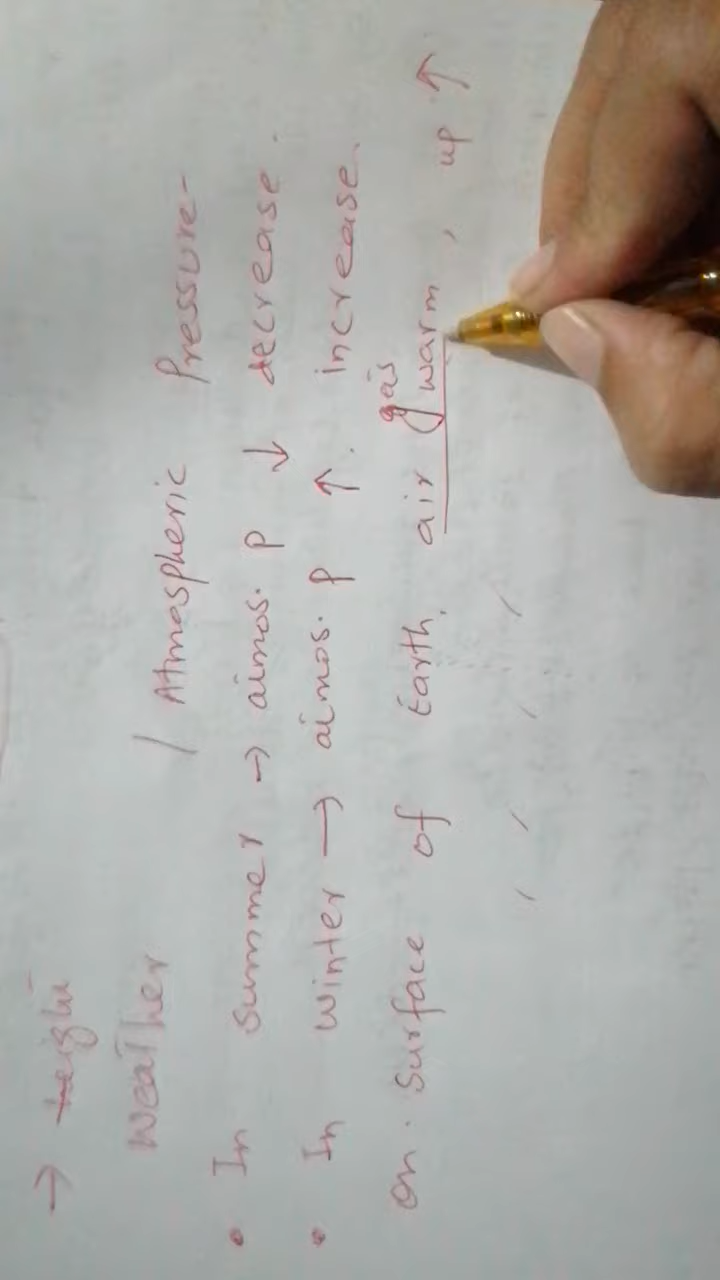 → height
Weather / Atmospheric Pressure-
• In summer → atmos. P ↓ decrease.
• In winter → atmos. P ↑. increase.
gas
on. surface of Earth, air warm, up ↑